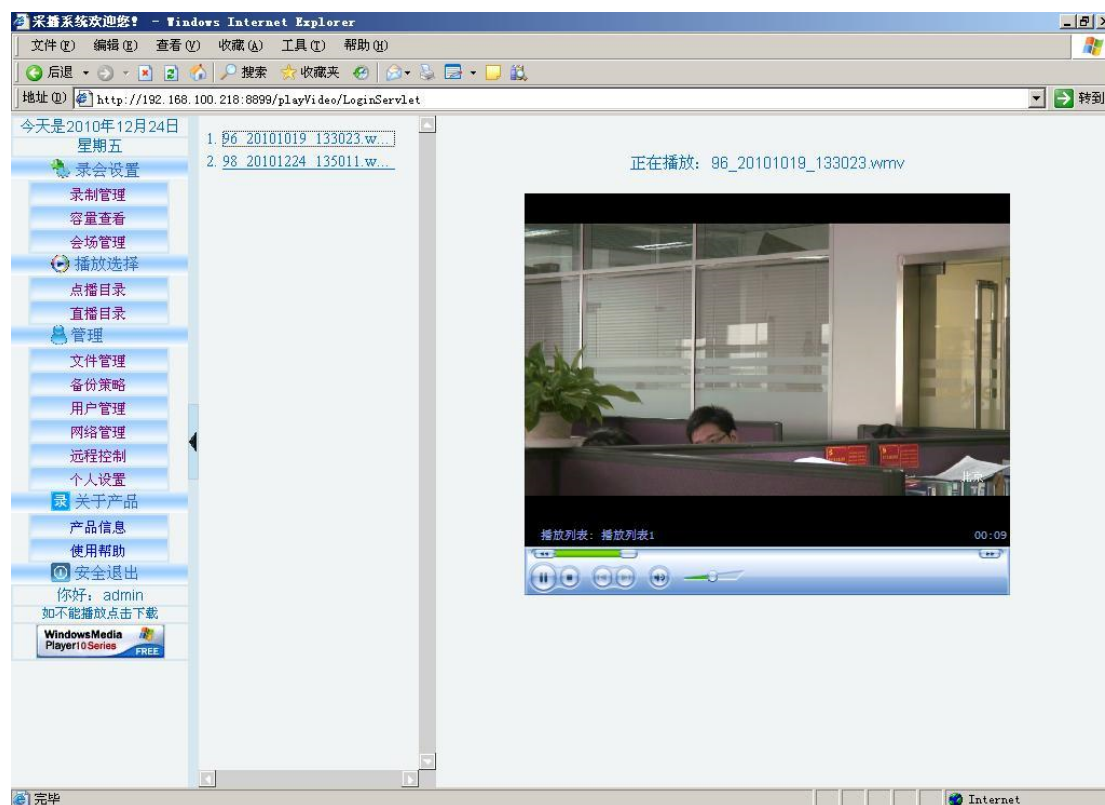 采播系统欢迎您! - Windows Internet Explorer
文件(F) 编辑(E) 查看(V) 收藏(A) 工具(T) 帮助(H)
后退 搜索 收藏夹
地址(D) http://192.168.100.218:8899/playVideo/LoginServlet 转到
今天是2010年12月24日
星期五
录会设置
录制管理
容量查看
会场管理
播放选择
点播目录
直播目录
管理
文件管理
备份策略
用户管理
网络管理
远程控制
个人设置
录 关于产品
产品信息
使用帮助
安全退出
你好: admin
如不能播放点击下载
WindowsMedia
Player10Series FREE
1. 96_20101019_133023.w...
2. 98_20101224_135011.w...
正在播放: 96_20101019_133023.wmv
北京
播放列表: 播放列表1 00:09
完毕 Internet